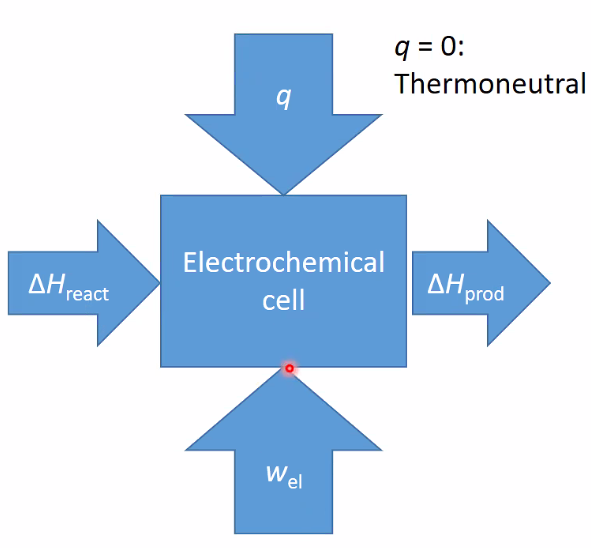 q = 0:
Thermoneutral
q
Electrochemical
cell
ΔHreact
ΔHprod
wel